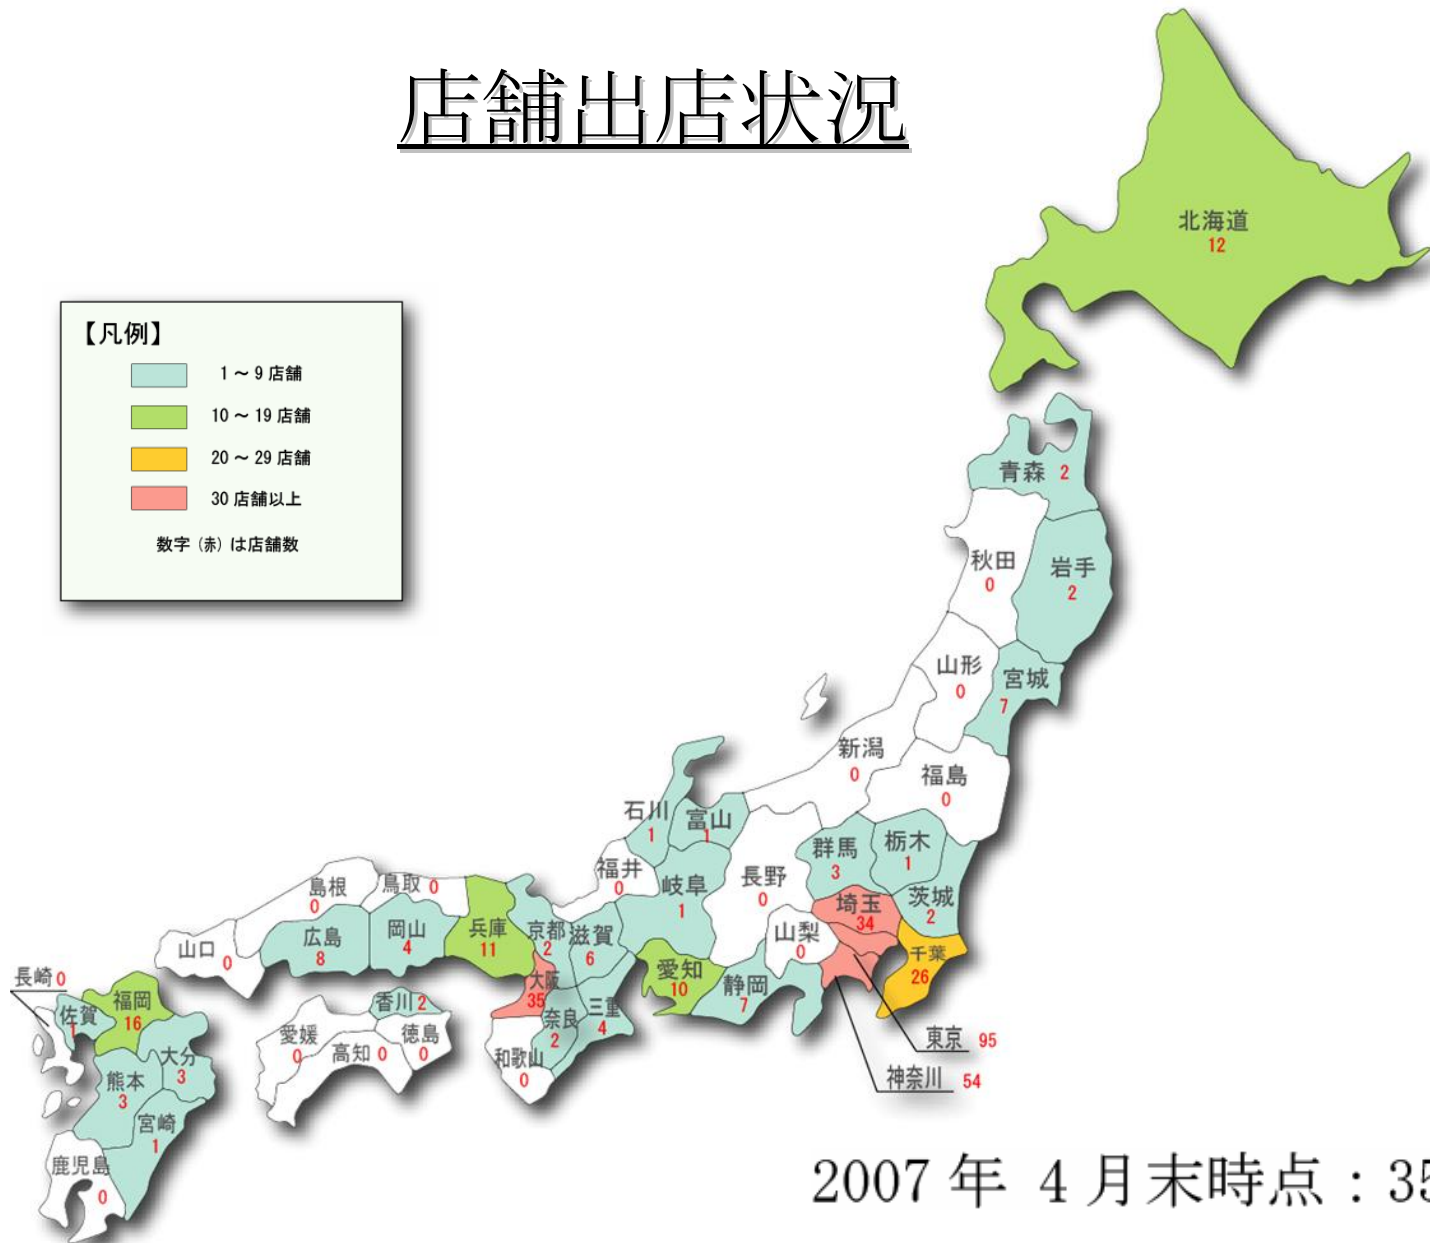 店舗出店状況
【凡例】
1～9店舗
10～19店舗
20～29店舗
30店舗以上
数字（赤）は店舗数
北海道
12
青森 2
秋田
0
岩手
2
山形
0
宮城
7
新潟
0
福島
0
石川
1
富山
1
福井
0
岐阜
1
長野
0
群馬
3
栃木
1
茨城
2
埼玉
34
山梨
0
千葉
26
東京 95
神奈川 54
静岡
7
愛知
10
三重
4
滋賀
6
京都
2
大阪
35
奈良
2
和歌山
0
兵庫
11
鳥取 0
島根
0
岡山
4
広島
8
山口
0
香川 2
徳島
0
愛媛
0
高知 0
長崎 0
佐賀
1
福岡
16
大分
3
熊本
3
宮崎
1
鹿児島
0
2007年 4月末時点：35